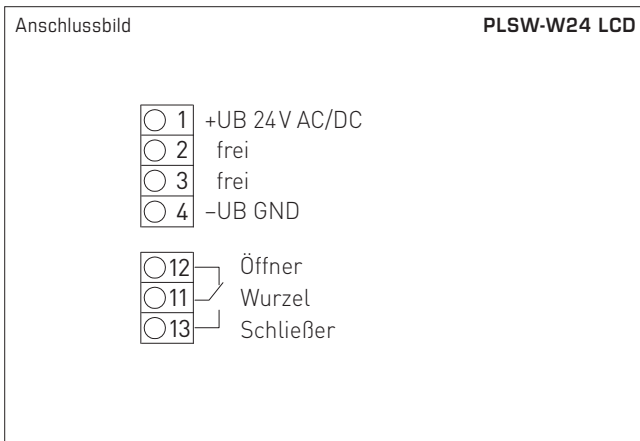 Anschlussbild PLSW-W24 LCD
1 +UB 24V AC/DC
2 frei
3 frei
4 –UB GND
12 Öffner
11 Wurzel
13 Schließer